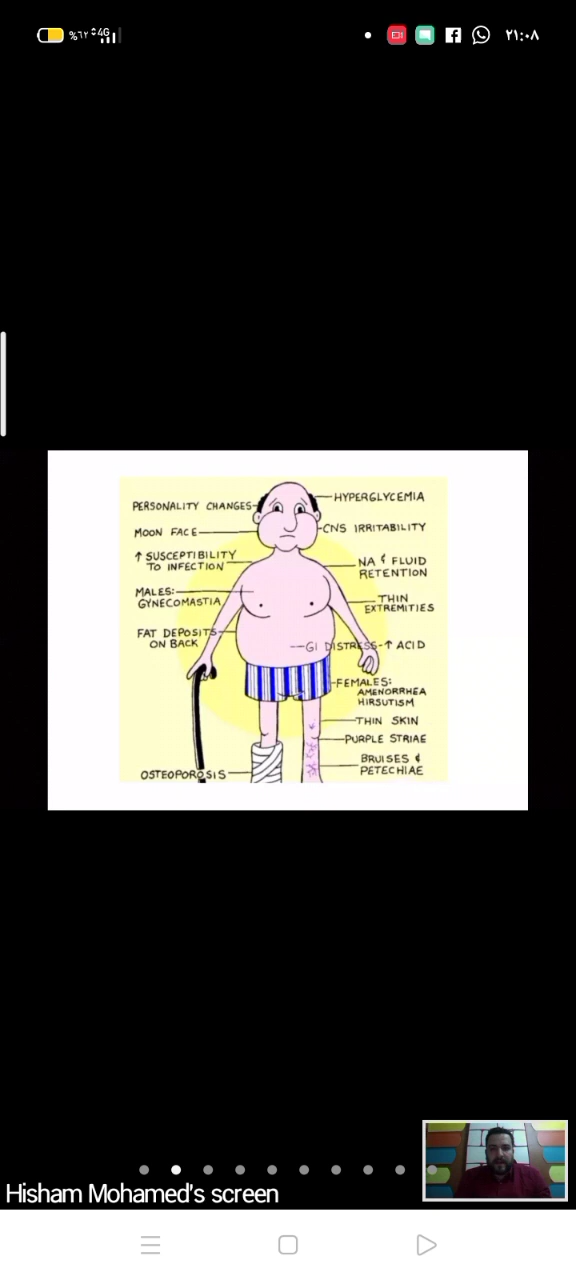 %٦٢ 4G
٢١:٠٨
PERSONALITY CHANGES
MOON FACE
↑ SUSCEPTIBILITY
TO INFECTION
MALES:
GYNECOMASTIA
FAT DEPOSITS
ON BACK
OSTEOPOROSIS
HYPERGLYCEMIA
CNS IRRITABILITY
NA & FLUID
RETENTION
THIN
EXTREMITIES
GI DISTRESS-↑ ACID
FEMALES:
AMENORRHEA
HIRSUTISM
THIN SKIN
PURPLE STRIAE
BRUISES &
PETECHIAE
Hisham Mohamed's screen